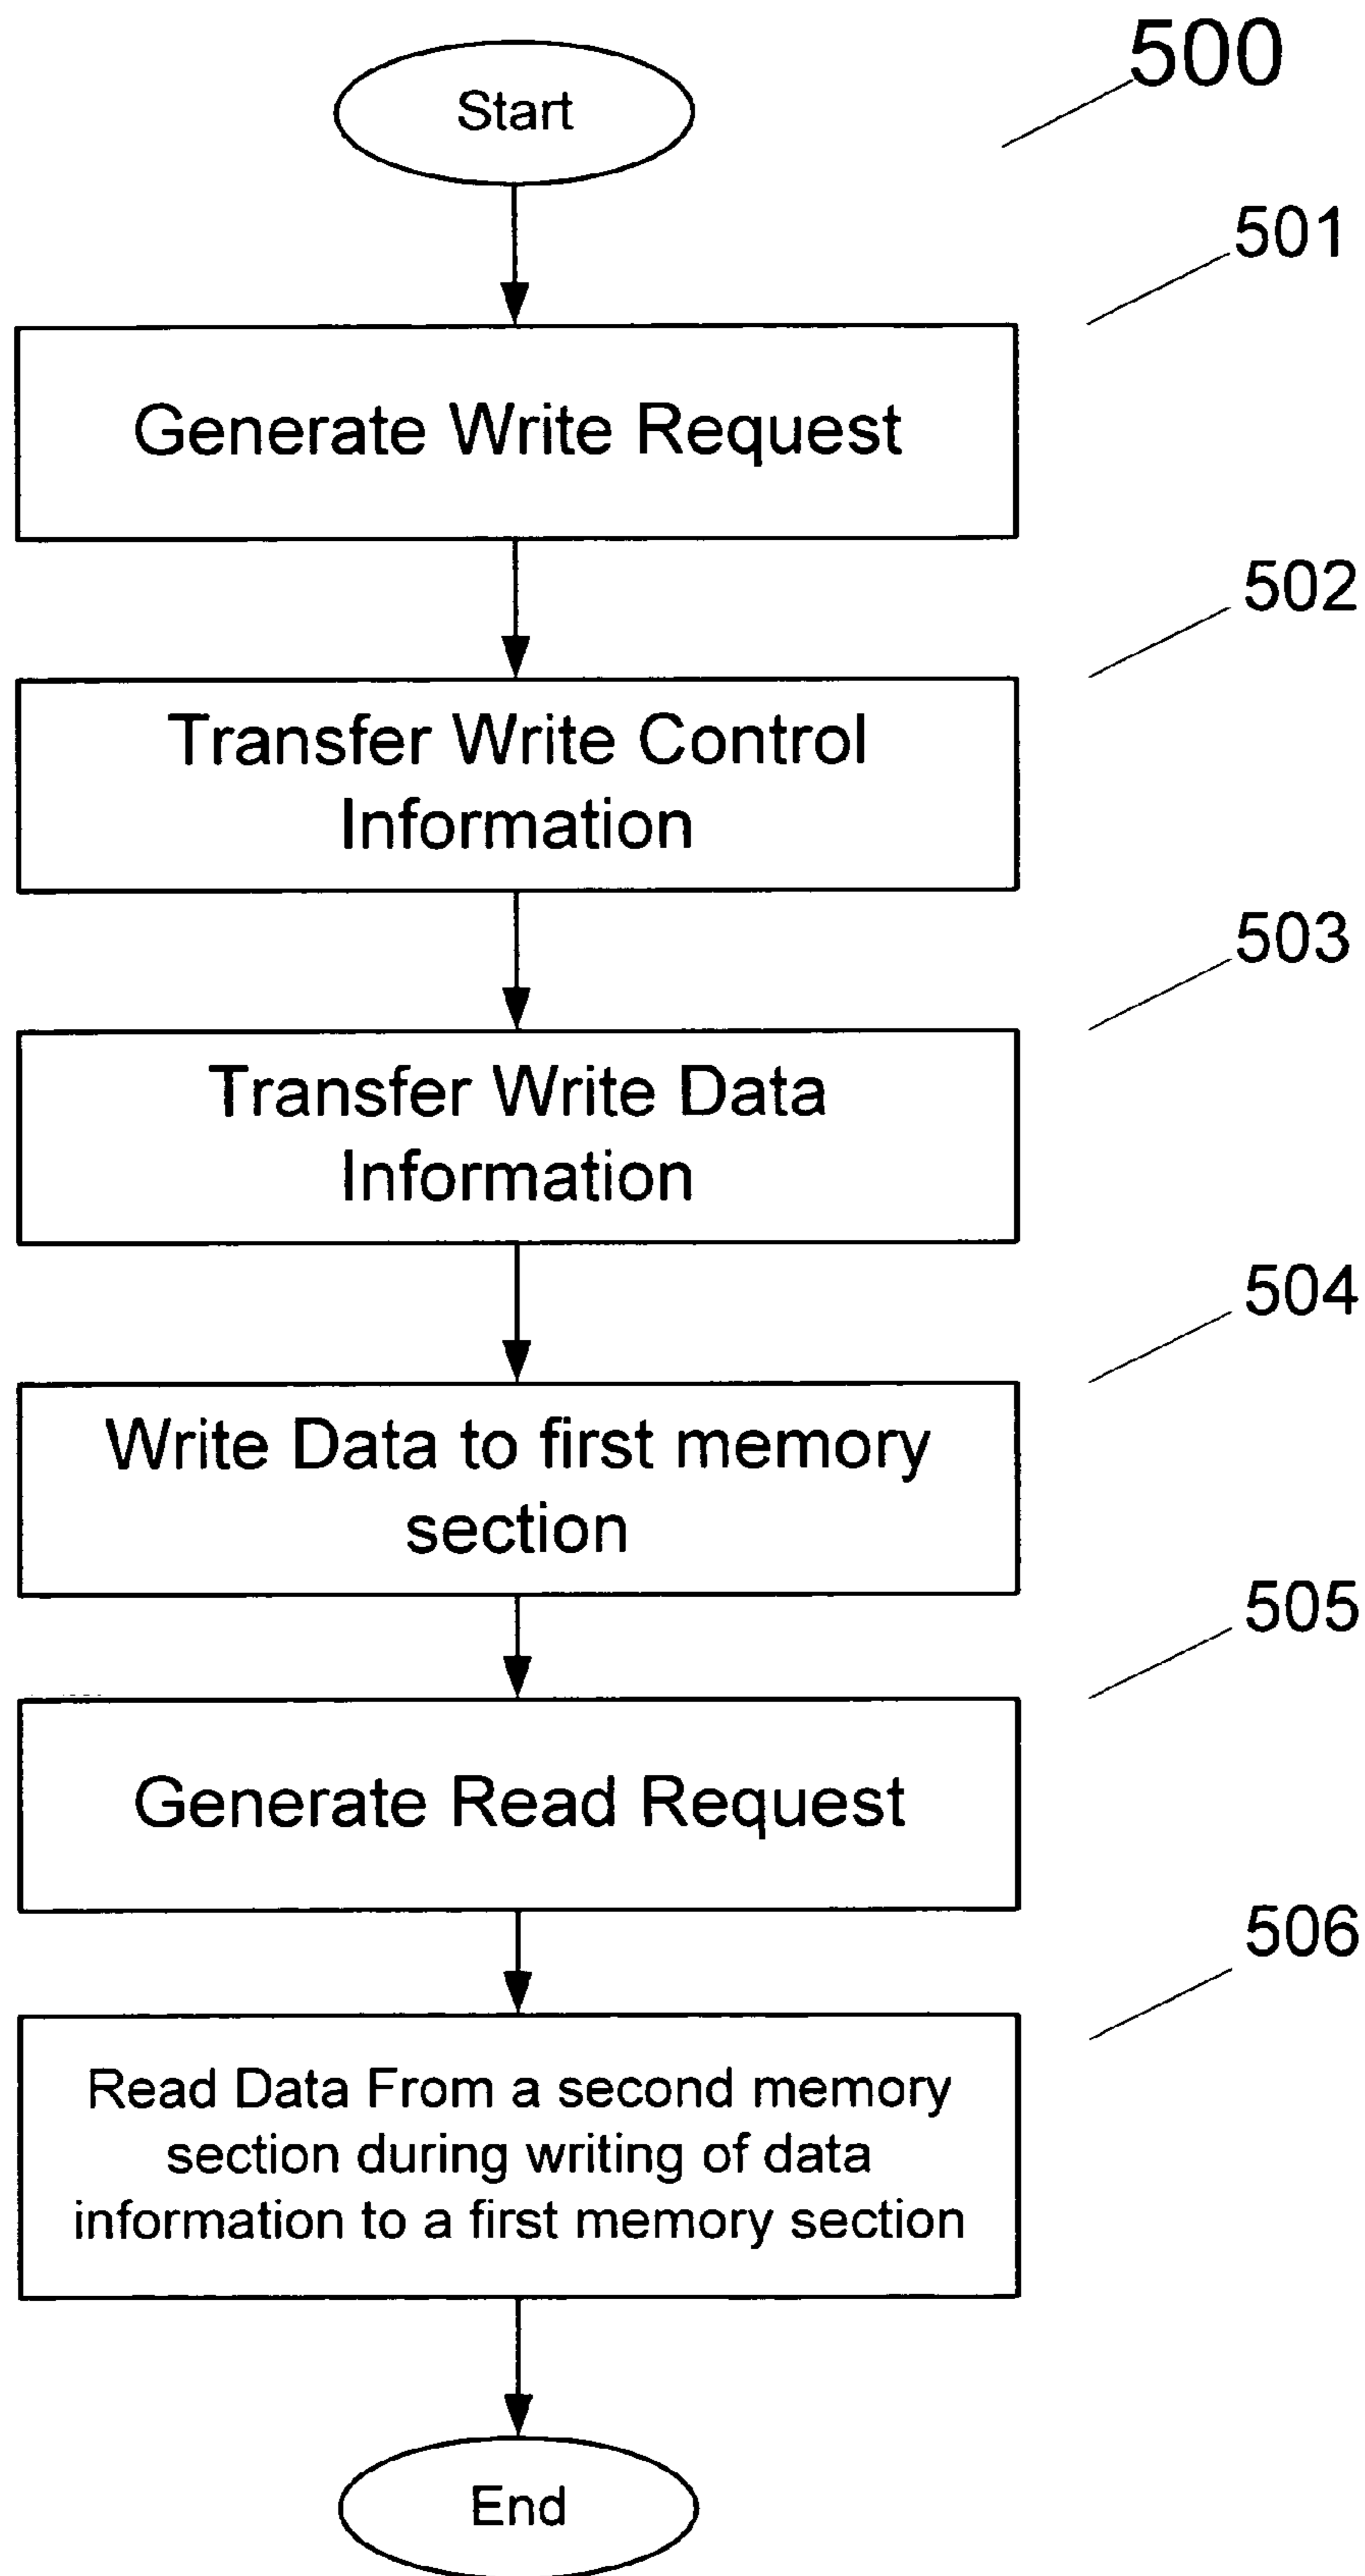 500
Start
501
Generate Write Request
502
Transfer Write Control
Information
503
Transfer Write Data
Information
504
Write Data to first memory
section
505
Generate Read Request
506
Read Data From a second memory
section during writing of data
information to a first memory section
End